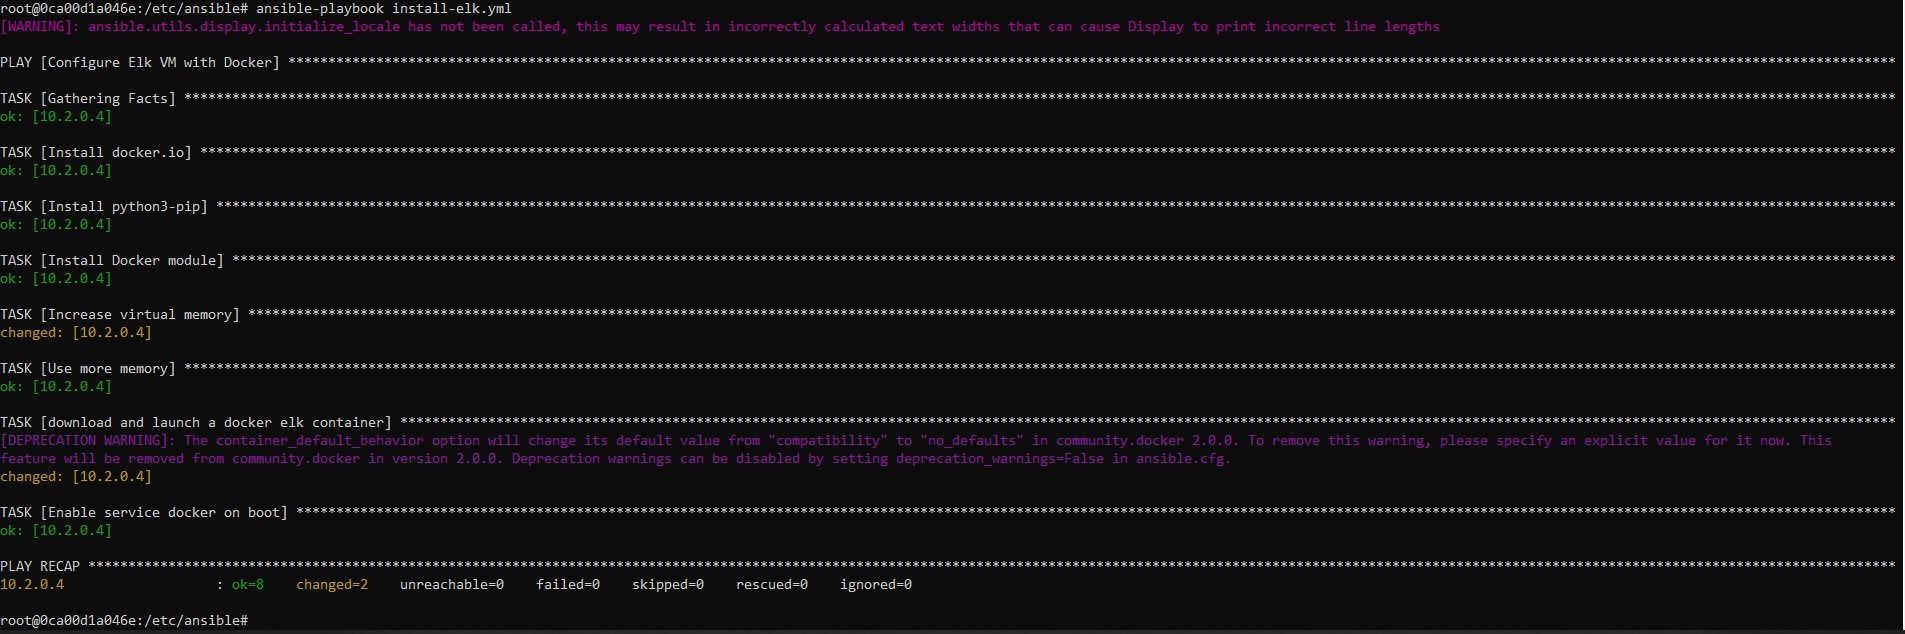 root@0ca00d1a046e:/etc/ansible# ansible-playbook install-elk.yml
[WARNING]: ansible.utils.display.initialize_locale has not been called, this may result in incorrectly calculated text widths that can cause Display to print incorrect line lengths
PLAY [Configure Elk VM with Docker] *********************************************************************************************************************************************************************************************************
TASK [Gathering Facts] **********************************************************************************************************************************************************************************************************************
ok: [10.2.0.4]
TASK [Install docker.io] ********************************************************************************************************************************************************************************************************************
ok: [10.2.0.4]
TASK [Install python3-pip] ******************************************************************************************************************************************************************************************************************
ok: [10.2.0.4]
TASK [Install Docker module] ****************************************************************************************************************************************************************************************************************
ok: [10.2.0.4]
TASK [Increase virtual memory] **************************************************************************************************************************************************************************************************************
changed: [10.2.0.4]
TASK [Use more memory] **********************************************************************************************************************************************************************************************************************
ok: [10.2.0.4]
TASK [download and launch a docker elk container] *******************************************************************************************************************************************************************************************
[DEPRECATION WARNING]: The container_default_behavior option will change its default value from "compatibility" to "no_defaults" in community.docker 2.0.0. To remove this warning, please specify an explicit value for it now. This
feature will be removed from community.docker in version 2.0.0. Deprecation warnings can be disabled by setting deprecation_warnings=False in ansible.cfg.
changed: [10.2.0.4]
TASK [Enable service docker on boot] ********************************************************************************************************************************************************************************************************
ok: [10.2.0.4]
PLAY RECAP **********************************************************************************************************************************************************************************************************************************
10.2.0.4                   : ok=8    changed=2    unreachable=0    failed=0    skipped=0    rescued=0    ignored=0
root@0ca00d1a046e:/etc/ansible#